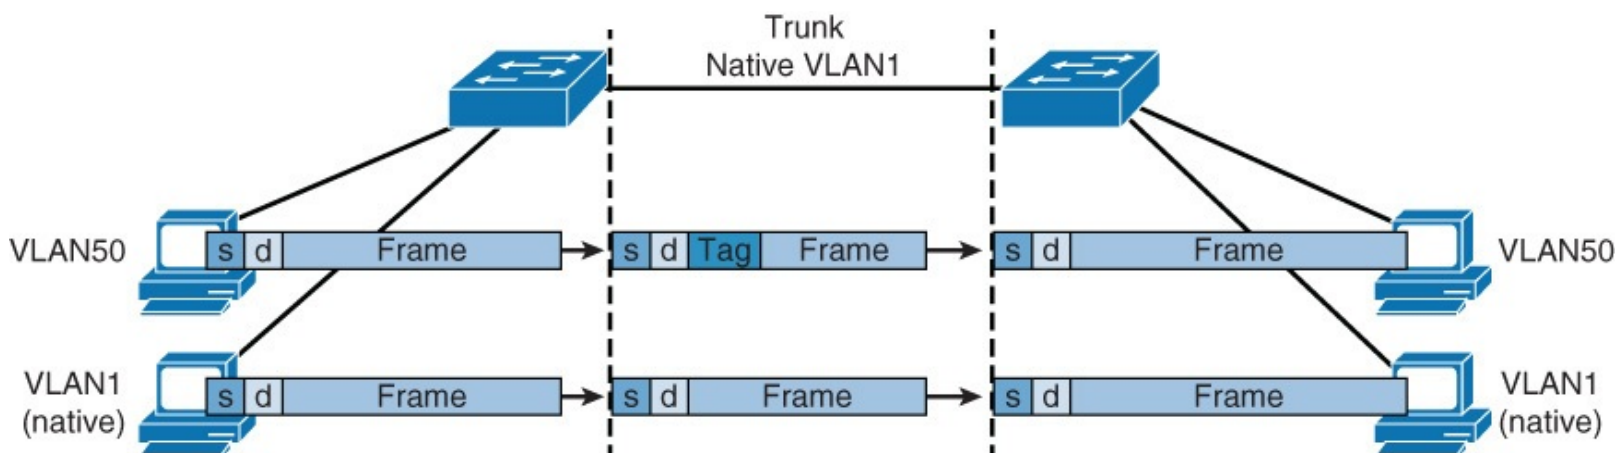 Trunk
Native VLAN1
VLAN50
s d Frame
s d Tag Frame
s d Frame
VLAN50
VLAN1
(native)
s d Frame
s d Frame
s d Frame
VLAN1
(native)